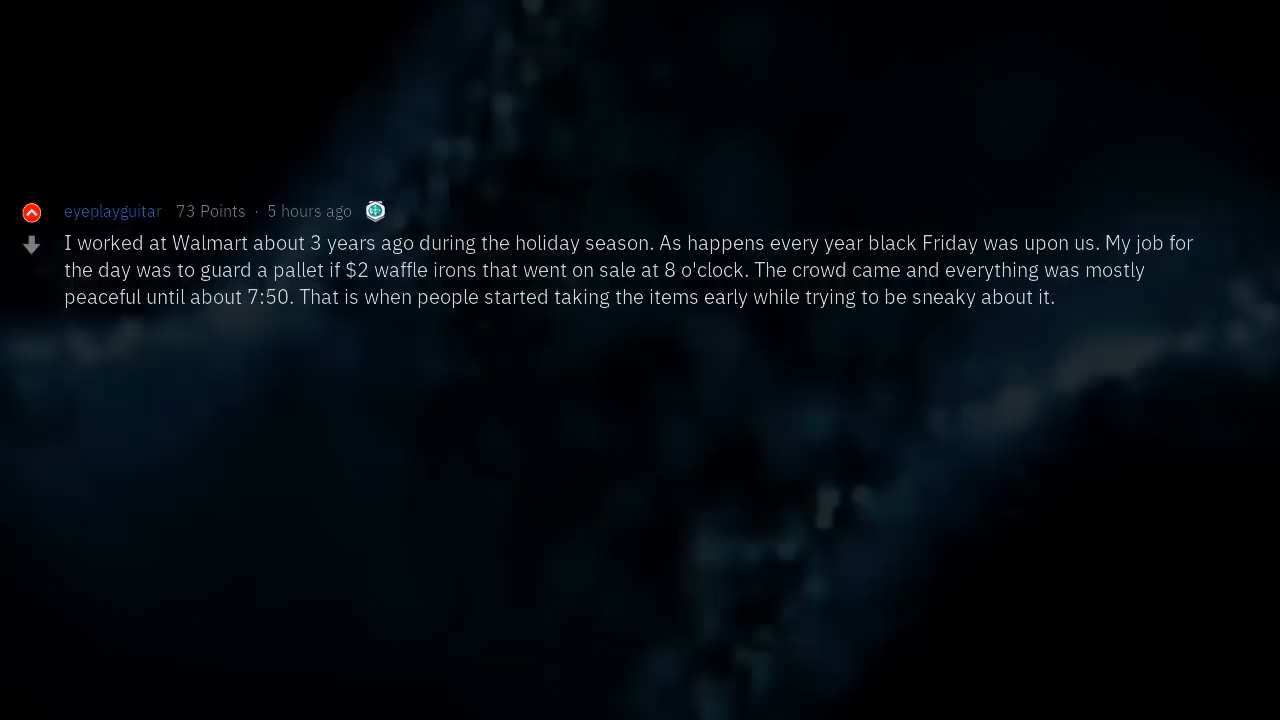 eyeplayguitar 73 Points · 5 hours ago
I worked at Walmart about 3 years ago during the holiday season. As happens every year black Friday was upon us. My job for
the day was to guard a pallet if $2 waffle irons that went on sale at 8 o'clock. The crowd came and everything was mostly
peaceful until about 7:50. That is when people started taking the items early while trying to be sneaky about it.